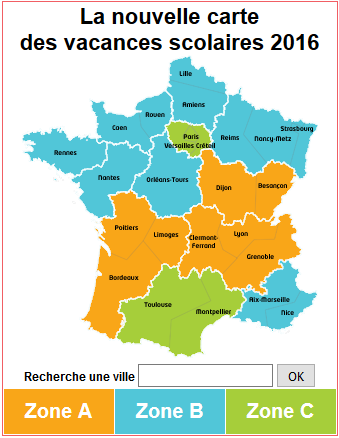 La nouvelle carte
des vacances scolaires 2016
Lille
Amiens
Rouen
Caen
Paris
Versailles Créteil
Reims
Strasbourg
Nancy-Metz
Rennes
Nantes
Orléans-Tours
Dijon
Besançon
Poitiers
Limoges
Clermont-
Ferrand
Lyon
Grenoble
Bordeaux
Toulouse
Montpellier
Aix-Marseille
Nice
Recherche une ville
OK
Zone A
Zone B
Zone C